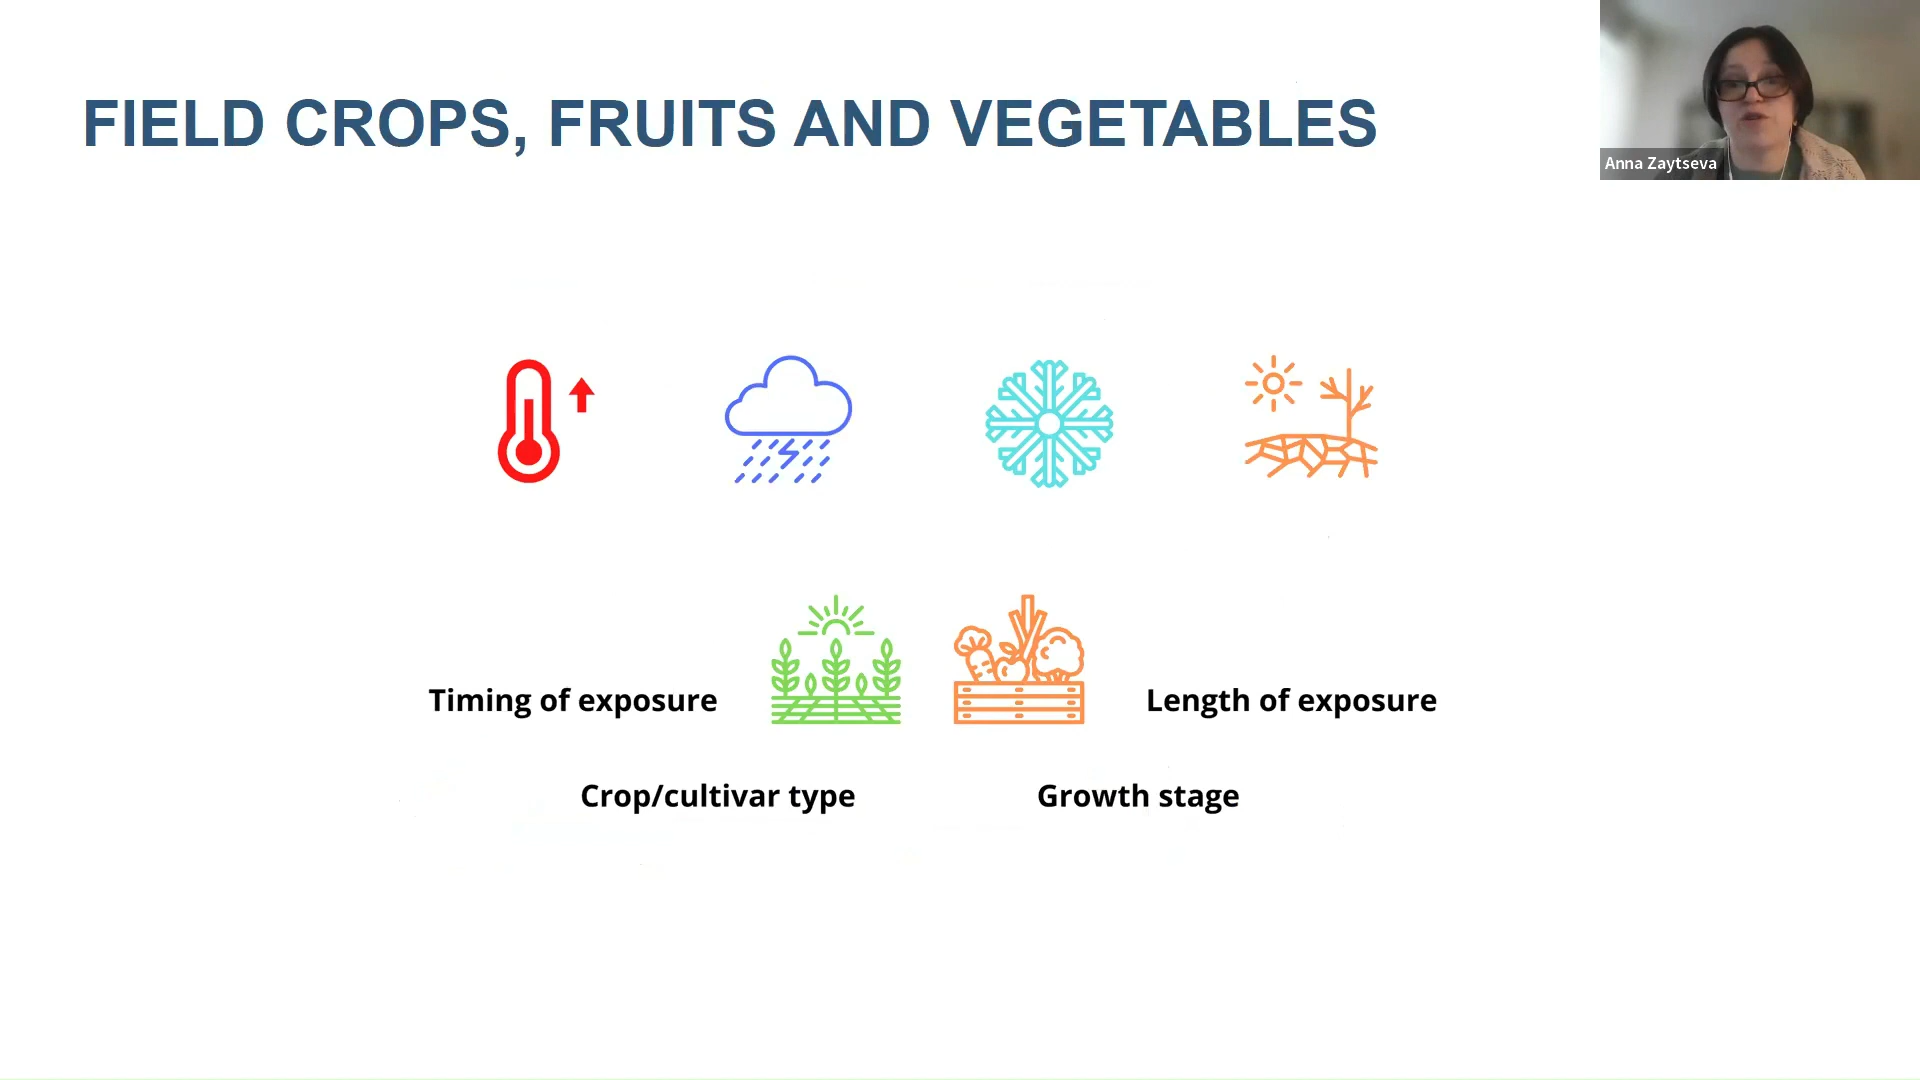 FIELD CROPS, FRUITS AND VEGETABLES
Anna Zaytseva
Timing of exposure
Length of exposure
Crop/cultivar type
Growth stage